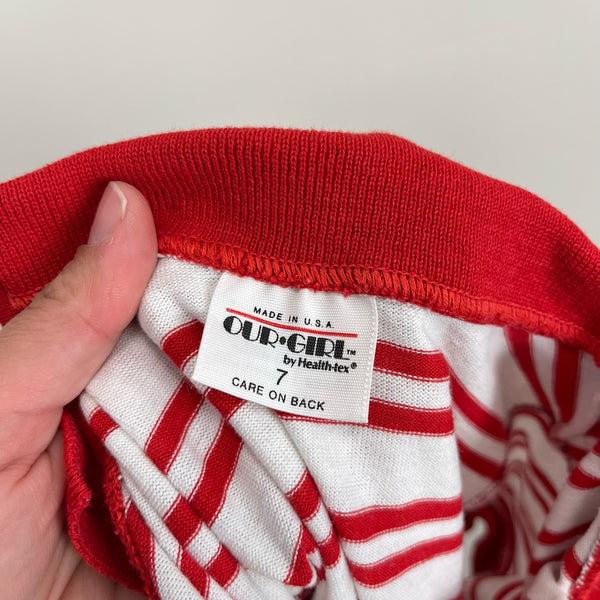 MADE IN U.S.A.
OUR•GIRL™
by Health-tex®
7
CARE ON BACK